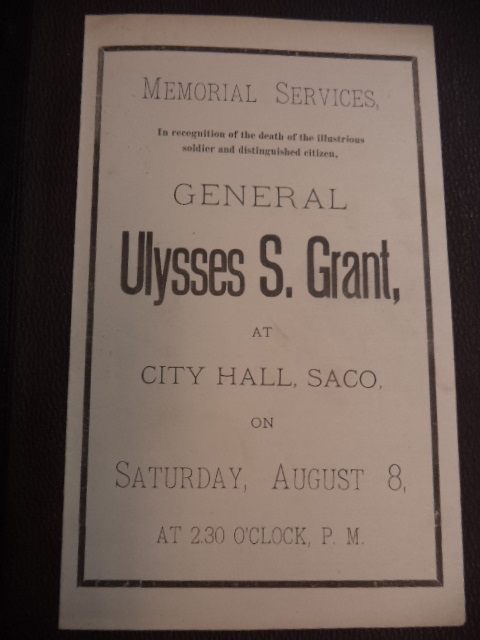 MEMORIAL SERVICES,
In recognition of the death of the illustrious
soldier and distinguished citizen,
GENERAL
Ulysses S. Grant,
AT
CITY HALL, SACO,
ON
SATURDAY, AUGUST 8,
AT 2.30 O'CLOCK, P. M.